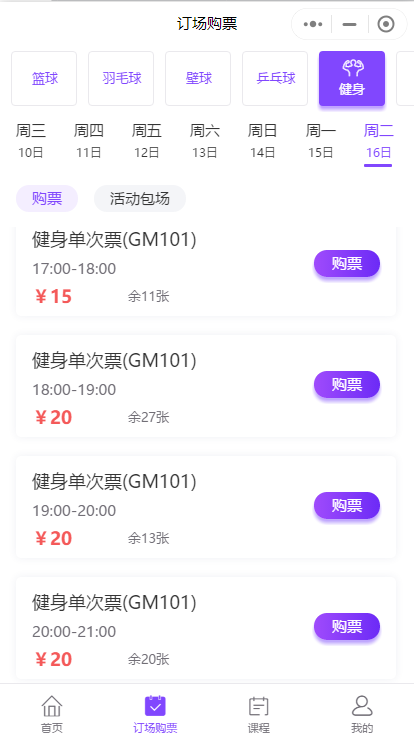 订场购票
篮球 羽毛球 壁球 乒乓球 健身
周三 周四 周五 周六 周日 周一 周二
10日 11日 12日 13日 14日 15日 16日
购票 活动包场
健身单次票(GM101)
17:00-18:00
购票
￥15 余11张
健身单次票(GM101)
18:00-19:00
购票
￥20 余27张
健身单次票(GM101)
19:00-20:00
购票
￥20 余13张
健身单次票(GM101)
20:00-21:00
购票
￥20 余20张
首页 订场购票 课程 我的